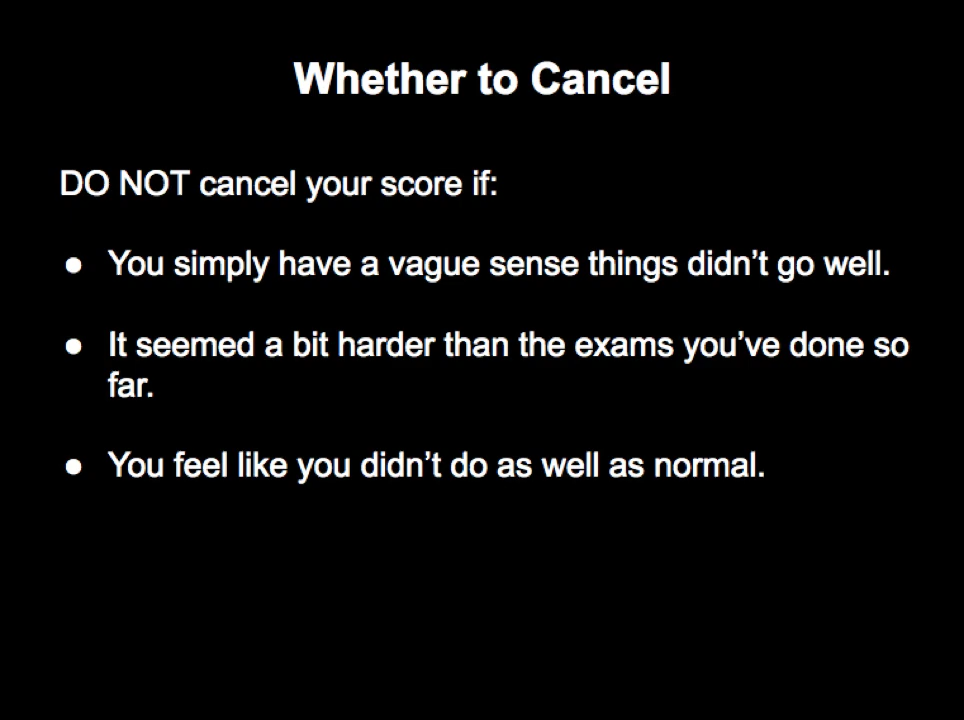 Whether to Cancel
DO NOT cancel your score if:
● You simply have a vague sense things didn’t go well.
● It seemed a bit harder than the exams you’ve done so
far.
● You feel like you didn’t do as well as normal.